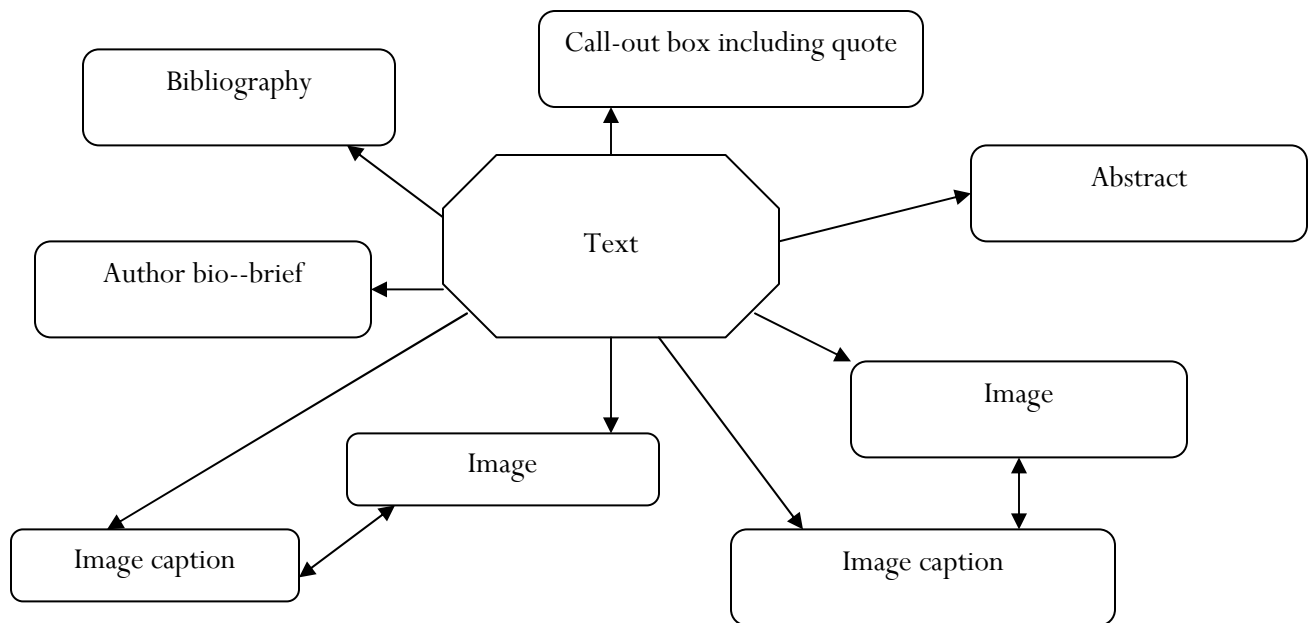 Call-out box including quote
Bibliography
Abstract
Text
Author bio--brief
Image
Image
Image caption
Image caption